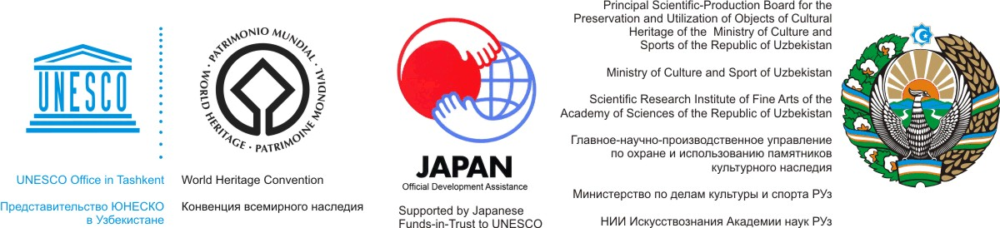 UNESCO
UNESCO Office in Tashkent
Представительство ЮНЕСКО
в Узбекистане
WORLD HERITAGE · PATRIMONIO MUNDIAL · PATRIMOINE MONDIAL ·
World Heritage Convention
Конвенция всемирного наследия
JAPAN
Official Development Assistance
Supported by Japanese
Funds-in-Trust to UNESCO
Principal Scientific-Production Board for the
Preservation and Utilization of Objects of Cultural
Heritage of the Ministry of Culture and
Sports of the Republic of Uzbekistan
Ministry of Culture and Sport of Uzbekistan
Scientific Research Institute of Fine Arts of the
Academy of Sciences of the Republic of Uzbekistan
Главное-научно-производственное управление
по охране и использованию памятников
культурного наследия
Министерство по делам культуры и спорта РУз
НИИ Искусствознания Академии наук РУз